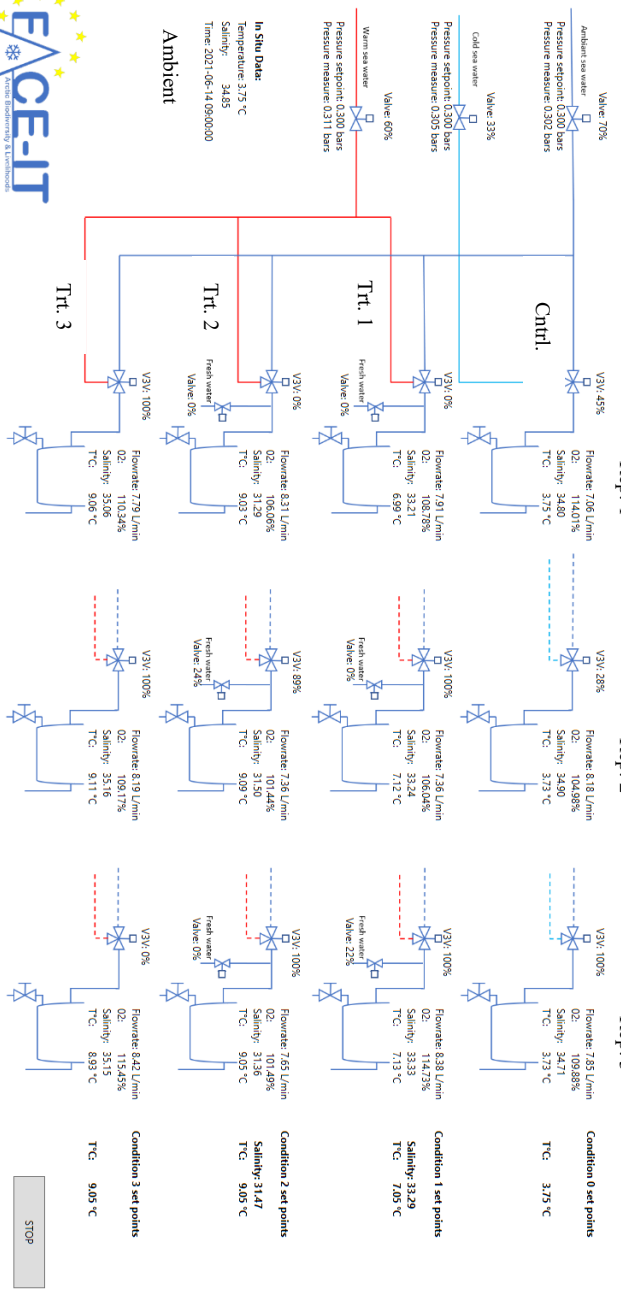 Valve: 70%
Ambiant sea water
Pressure setpoint: 0.300 bars
Pressure measure: 0.302 bars
Valve: 33%
Cold sea water
Pressure setpoint: 0.300 bars
Pressure measure: 0.305 bars
Valve: 60%
Warm sea water
Pressure setpoint: 0.300 bars
Pressure measure: 0.311 bars
In Situ Data:
Temperature: 3.75 °C
Salinity: 34.85
Time: 2021-06-14 09:00:00
Ambient
FACE-IT
Arctic Biodiversity & Livelihoods
Cntrl.
V3V: 45%
Flowrate: 7.06 L/min
02: 114.01%
Salinity: 34.80
T°C: 3.75 °C
V3V: 28%
Flowrate: 8.18 L/min
02: 104.98%
Salinity: 34.90
T°C: 3.73 °C
V3V: 100%
Flowrate: 7.85 L/min
02: 109.88%
Salinity: 34.71
T°C: 3.73 °C
Condition 0 set points
T°C: 3.75 °C
Trt. 1
V3V: 0%
Fresh water
Valve: 0%
Flowrate: 7.91 L/min
02: 108.78%
Salinity: 33.21
T°C: 6.99 °C
V3V: 100%
Fresh water
Valve: 0%
Flowrate: 7.36 L/min
02: 106.04%
Salinity: 33.24
T°C: 7.12 °C
V3V: 100%
Fresh water
Valve: 22%
Flowrate: 8.38 L/min
02: 114.73%
Salinity: 33.33
T°C: 7.13 °C
Condition 1 set points
Salinity: 33.29
T°C: 7.05 °C
Trt. 2
V3V: 0%
Fresh water
Valve: 0%
Flowrate: 8.31 L/min
02: 106.06%
Salinity: 31.29
T°C: 9.03 °C
V3V: 89%
Fresh water
Valve: 24%
Flowrate: 7.36 L/min
02: 101.44%
Salinity: 31.50
T°C: 9.09 °C
V3V: 100%
Fresh water
Valve: 0%
Flowrate: 7.65 L/min
02: 101.49%
Salinity: 31.36
T°C: 9.05 °C
Condition 2 set points
Salinity: 31.47
T°C: 9.05 °C
Trt. 3
V3V: 100%
Flowrate: 7.79 L/min
02: 110.34%
Salinity: 35.06
T°C: 9.06 °C
V3V: 100%
Flowrate: 8.19 L/min
02: 109.17%
Salinity: 35.16
T°C: 9.11 °C
V3V: 0%
Flowrate: 8.42 L/min
02: 115.45%
Salinity: 35.15
T°C: 8.93 °C
Condition 3 set points
T°C: 9.05 °C
STOP